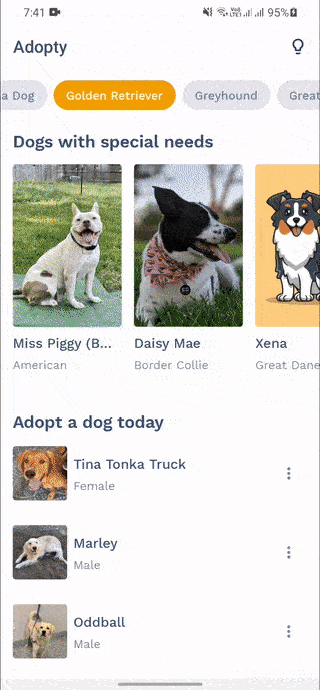 7:41 95%
Adopty
a Dog Golden Retriever Greyhound Great
Dogs with special needs
Miss Piggy (B... Daisy Mae Xena
American Border Collie Great Dane
Adopt a dog today
Tina Tonka Truck
Female
Marley
Male
Oddball
Male